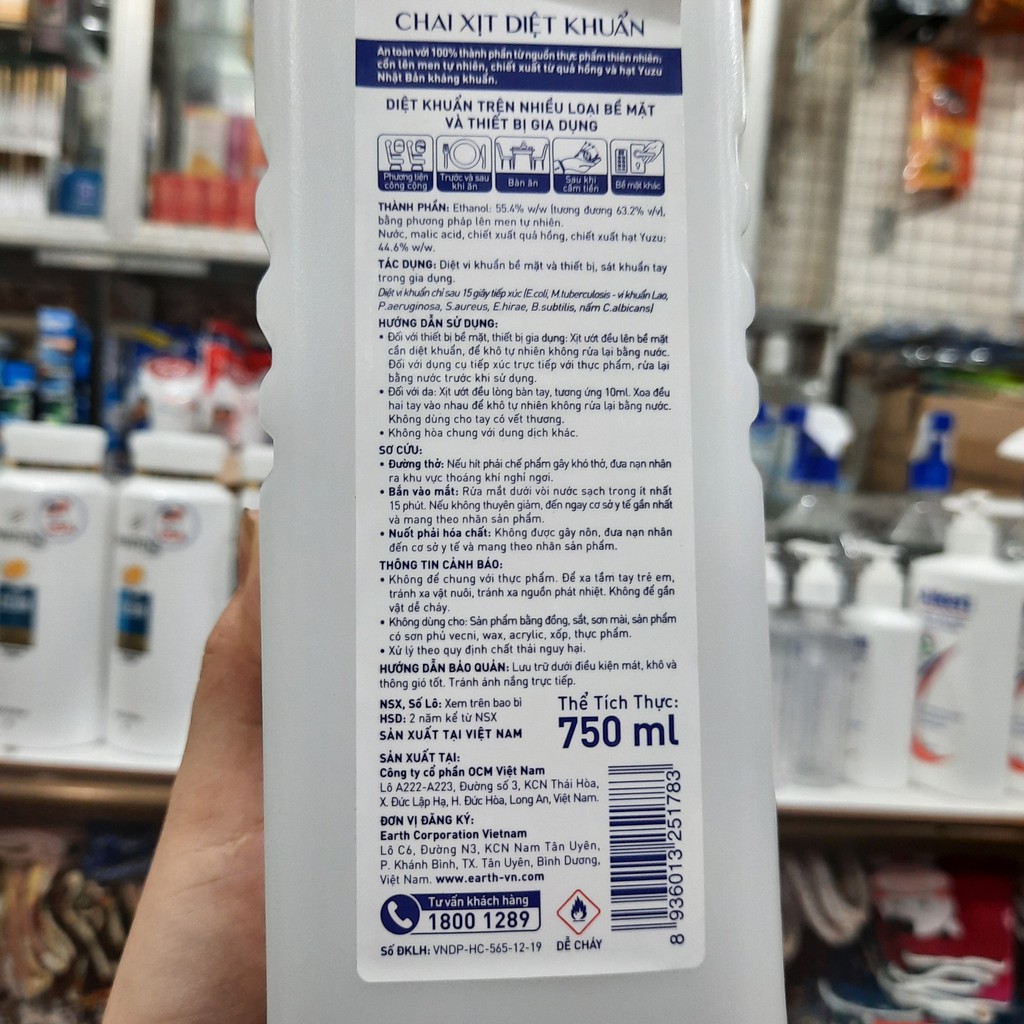 CHAI XỊT DIỆT KHUẨN
An toàn với 100% thành phần từ nguồn thực phẩm thiên nhiên:
cồn lên men tự nhiên, chiết xuất từ quả hồng và hạt Yuzu
Nhật Bản kháng khuẩn.
DIỆT KHUẨN TRÊN NHIỀU LOẠI BỀ MẶT
VÀ THIẾT BỊ GIA DỤNG
Phương tiện
công cộng
Trước và sau
khi ăn
Bàn ăn
Sau khi
cầm tiền
Bề mặt khác
THÀNH PHẦN: Ethanol: 55.4% w/w (tương đương 63.2% v/v),
bằng phương pháp lên men tự nhiên.
Nước, malic acid, chiết xuất quả hồng, chiết xuất hạt Yuzu:
44.6% w/w.
TÁC DỤNG: Diệt vi khuẩn bề mặt và thiết bị, sát khuẩn tay
trong gia dụng.
Diệt vi khuẩn chỉ sau 15 giây tiếp xúc (E.coli, M.tuberculosis - vi khuẩn Lao,
P.aeruginosa, S.aureus, E.hirae, B.subtilis, nấm C.albicans)
HƯỚNG DẪN SỬ DỤNG:
• Đối với thiết bị bề mặt, thiết bị gia dụng: Xịt ướt đều lên bề mặt
cần diệt khuẩn, để khô tự nhiên không rửa lại bằng nước.
Đối với dụng cụ tiếp xúc trực tiếp với thực phẩm, rửa lại
bằng nước trước khi sử dụng.
• Đối với da: Xịt ướt đều lòng bàn tay, tương ứng 10ml. Xoa đều
hai tay vào nhau để khô tự nhiên không rửa lại bằng nước.
Không dùng cho tay có vết thương.
• Không hòa chung với dung dịch khác.
SƠ CỨU:
• Đường thở: Nếu hít phải chế phẩm gây khó thở, đưa nạn nhân
ra khu vực thoáng khí nghỉ ngơi.
• Bắn vào mắt: Rửa mắt dưới vòi nước sạch trong ít nhất
15 phút. Nếu không thuyên giảm, đến ngay cơ sở y tế gần nhất
và mang theo nhãn sản phẩm.
• Nuốt phải hóa chất: Không được gây nôn, đưa nạn nhân
đến cơ sở y tế và mang theo nhãn sản phẩm.
THÔNG TIN CẢNH BÁO:
• Không để chung với thực phẩm. Để xa tầm tay trẻ em,
tránh xa vật nuôi, tránh xa nguồn phát nhiệt. Không để gần
vật dễ cháy.
• Không dùng cho: Sản phẩm bằng đồng, sắt, sơn mài, sản phẩm
có sơn phủ vecni, wax, acrylic, xốp, thực phẩm.
• Xử lý theo quy định chất thải nguy hại.
HƯỚNG DẪN BẢO QUẢN: Lưu trữ dưới điều kiện mát, khô và
thông gió tốt. Tránh ánh nắng trực tiếp.
NSX, Số Lô: Xem trên bao bì
HSD: 2 năm kể từ NSX
SẢN XUẤT TẠI VIỆT NAM
Thể Tích Thực:
750 ml
SẢN XUẤT TẠI:
Công ty cổ phần OCM Việt Nam
Lô A222-A223, Đường số 3, KCN Thái Hòa,
X. Đức Lập Hạ, H. Đức Hòa, Long An, Việt Nam.
ĐƠN VỊ ĐĂNG KÝ:
Earth Corporation Vietnam
Lô C6, Đường N3, KCN Nam Tân Uyên,
P. Khánh Bình, TX. Tân Uyên, Bình Dương,
Việt Nam. www.earth-vn.com
Tư vấn khách hàng
1800 1289
Số ĐKLH: VNDP-HC-565-12-19
DỄ CHÁY
8 936013 251783